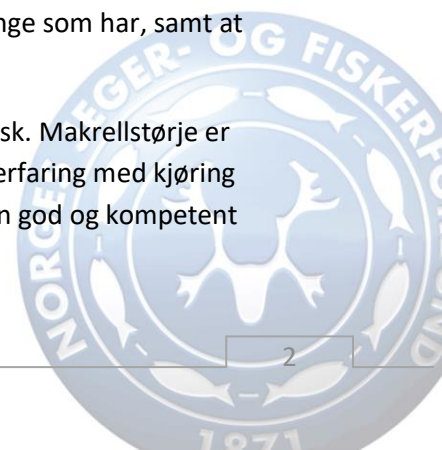 nge som har, samt at
sk. Makrellstørje er
erfaring med kjøring
n god og kompetent
NORGES JEGER- OG FISKERFORBUND
2
1871